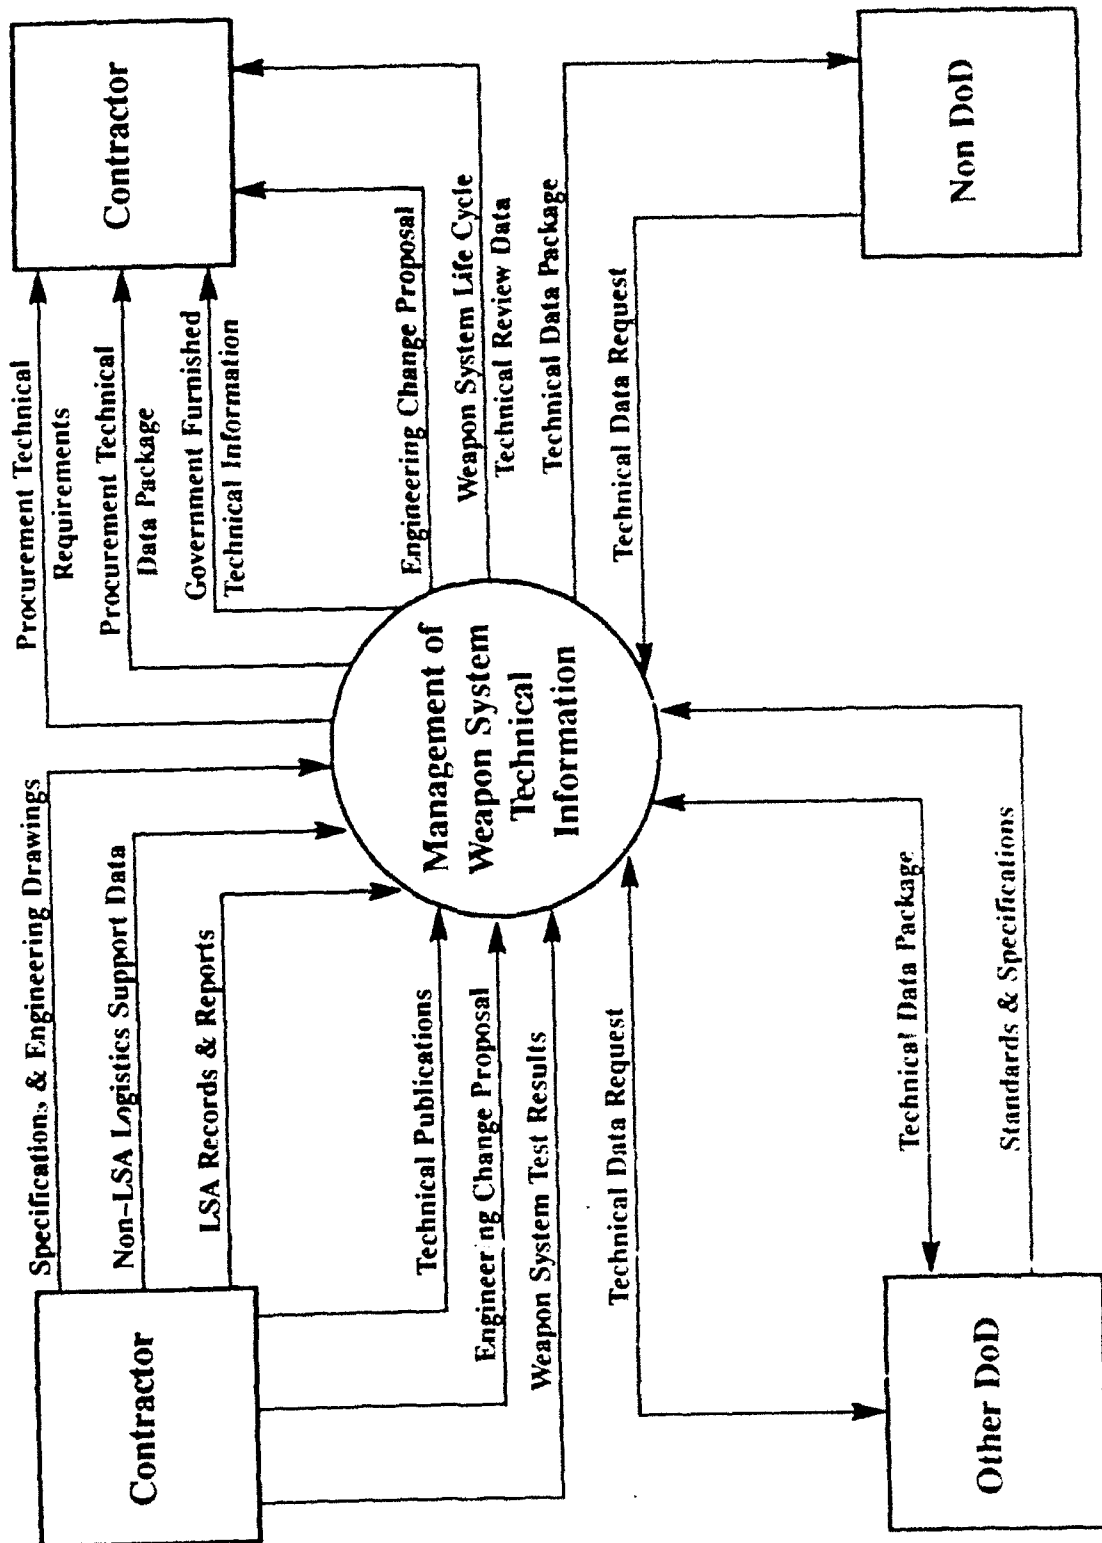 Contractor
Specifications & Engineering Drawings
Non-LSA Logistics Support Data
LSA Records & Reports
Technical Publications
Engineering Change Proposal
Weapon System Test Results
Procurement Technical
Requirements
Procurement Technical
Data Package
Government Furnished
Technical Information
Contractor
Engineering Change Proposal
Weapon System Life Cycle
Technical Review Data
Management of
Weapon System
Technical
Information
Technical Data Package
Technical Data Request
Non DoD
Technical Data Request
Technical Data Package
Standards & Specifications
Other DoD